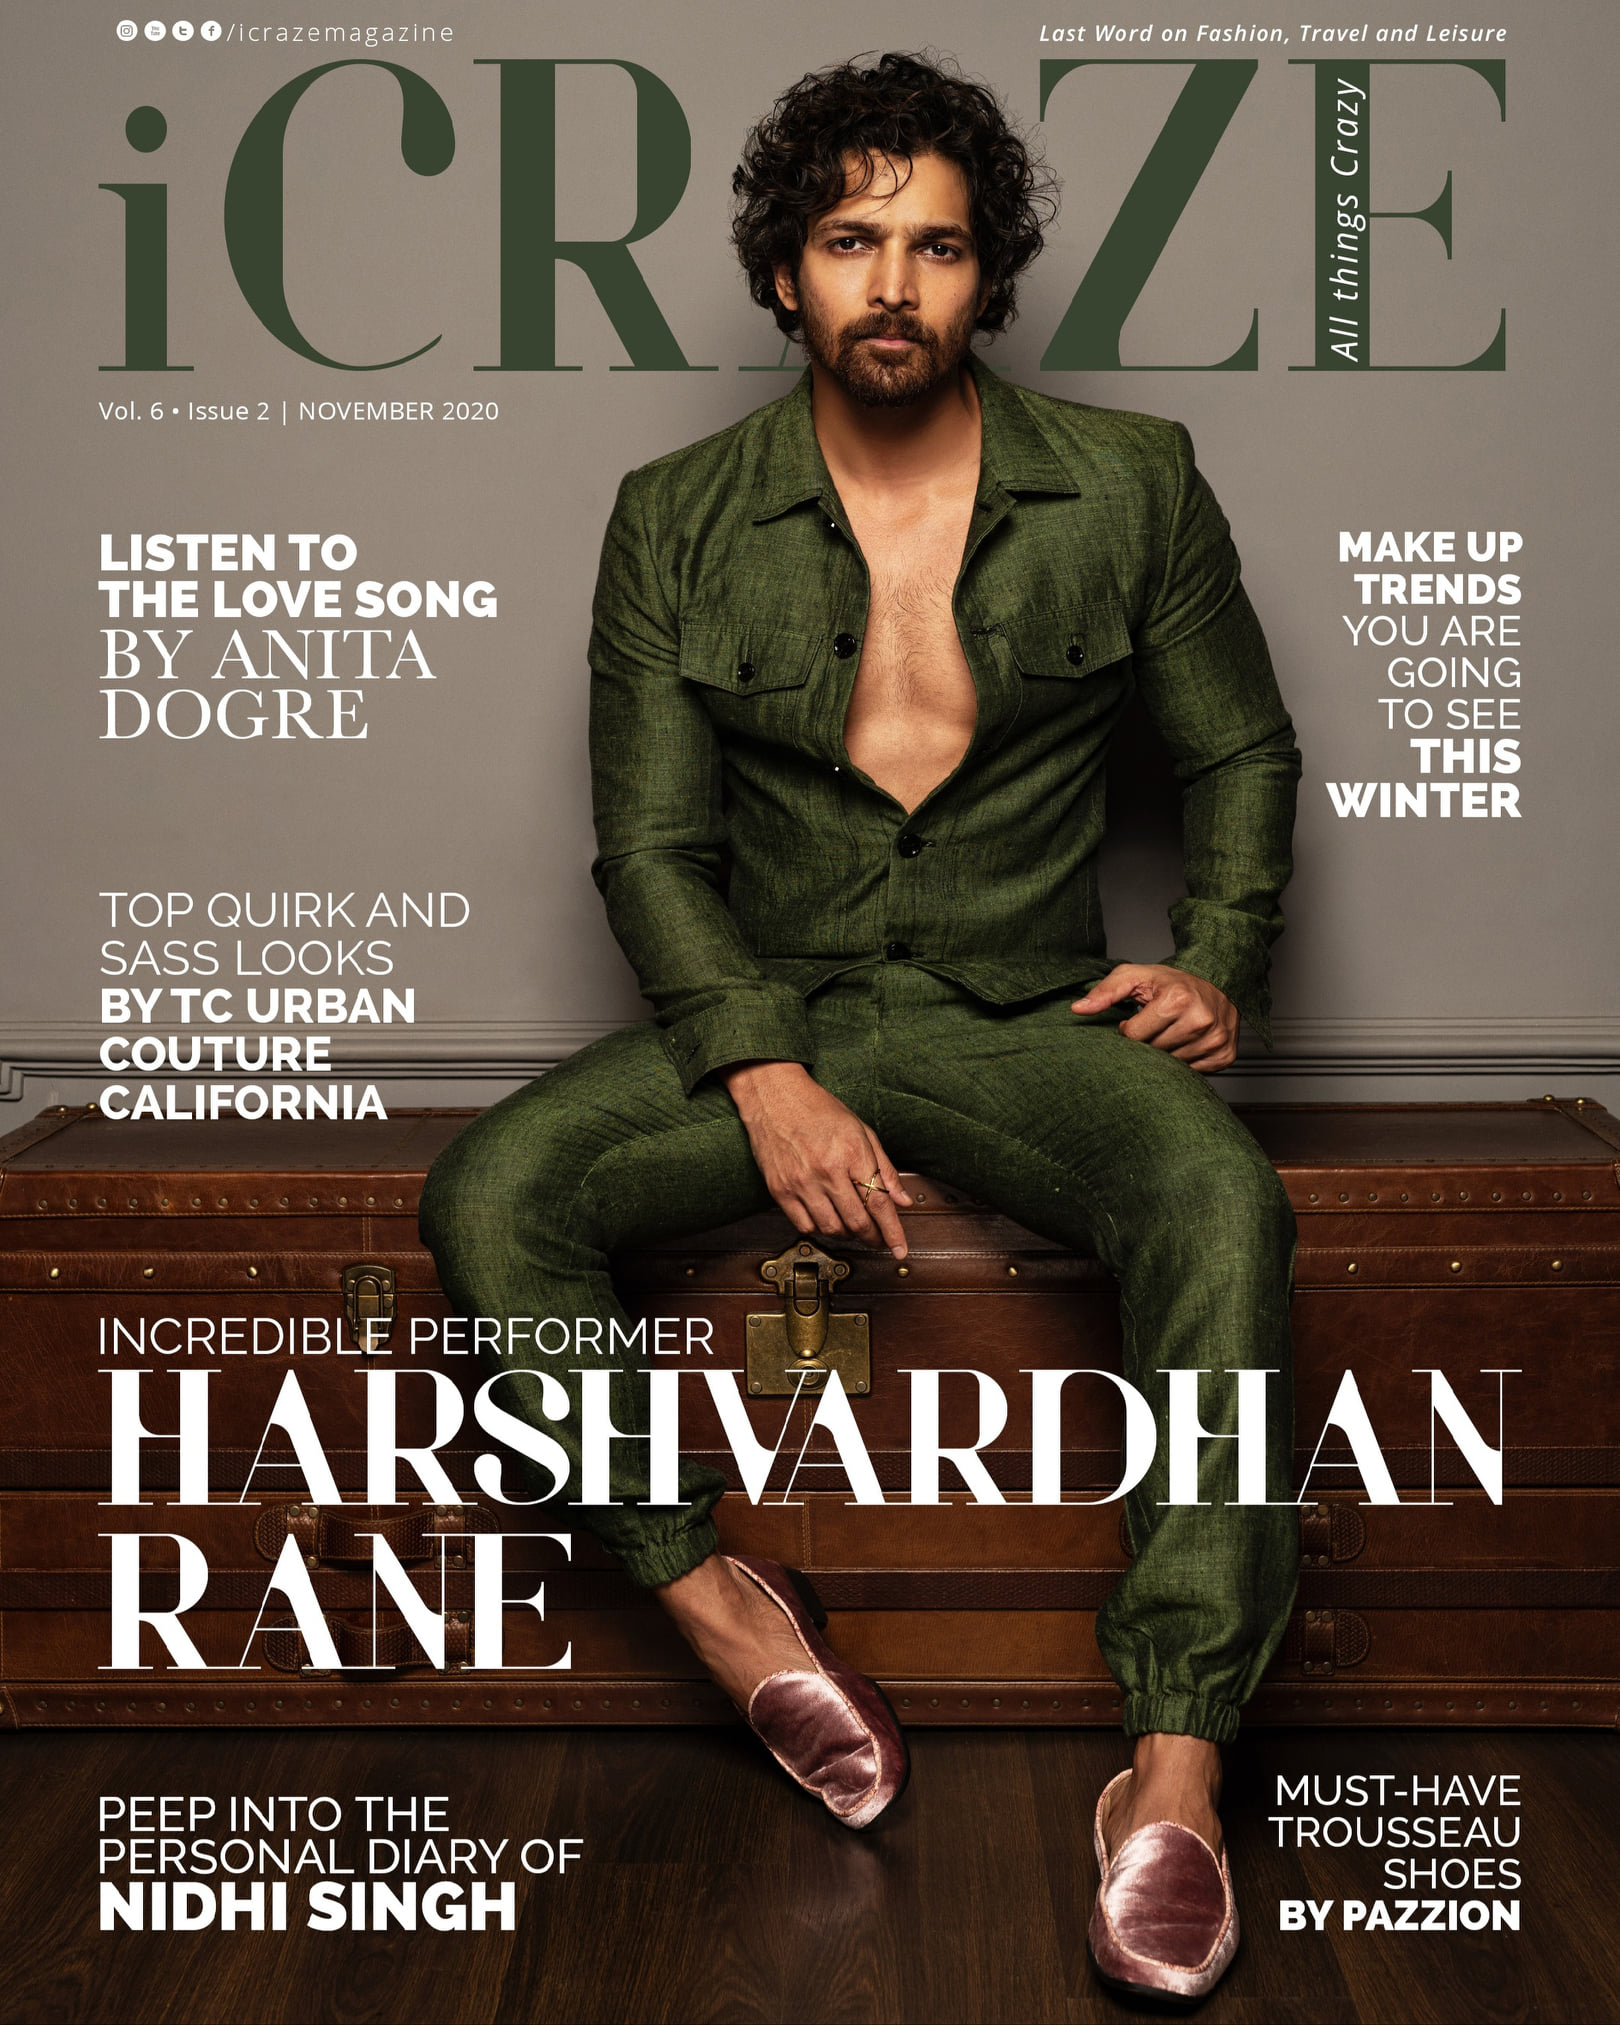 /icrazemagazine
Last Word on Fashion, Travel and Leisure
iCRAZE
All things Crazy
Vol. 6 • Issue 2 | NOVEMBER 2020
LISTEN TO
THE LOVE SONG
BY ANITA
DOGRE
MAKE UP
TRENDS
YOU ARE
GOING
TO SEE
THIS
WINTER
TOP QUIRK AND
SASS LOOKS
BY TC URBAN
COUTURE
CALIFORNIA
INCREDIBLE PERFORMER
HARSHVARDHAN
RANE
PEEP INTO THE
PERSONAL DIARY OF
NIDHI SINGH
MUST-HAVE
TROUSSEAU
SHOES
BY PAZZION